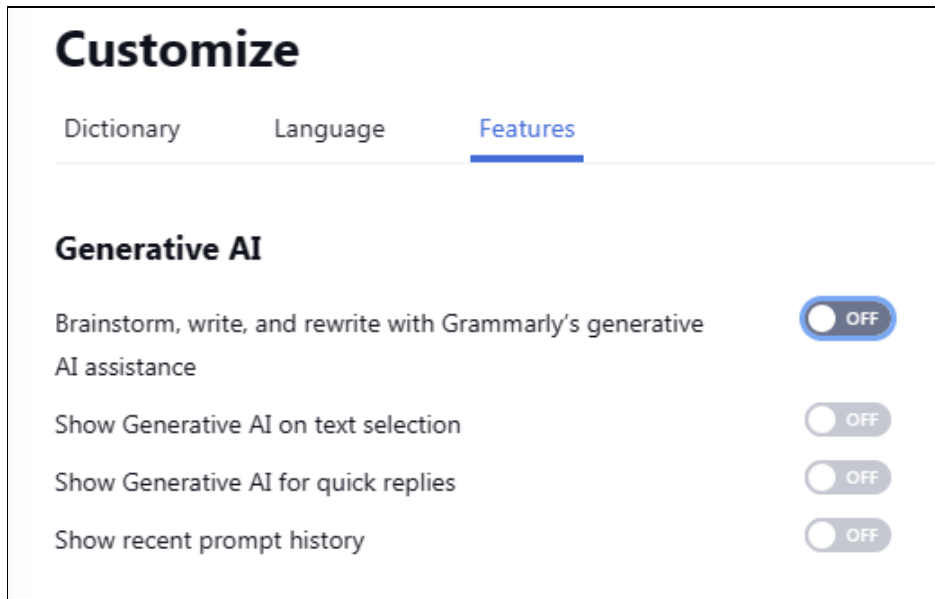 Customize
Dictionary Language Features
Generative AI
Brainstorm, write, and rewrite with Grammarly’s generative
AI assistance
OFF
Show Generative AI on text selection
OFF
Show Generative AI for quick replies
OFF
Show recent prompt history
OFF